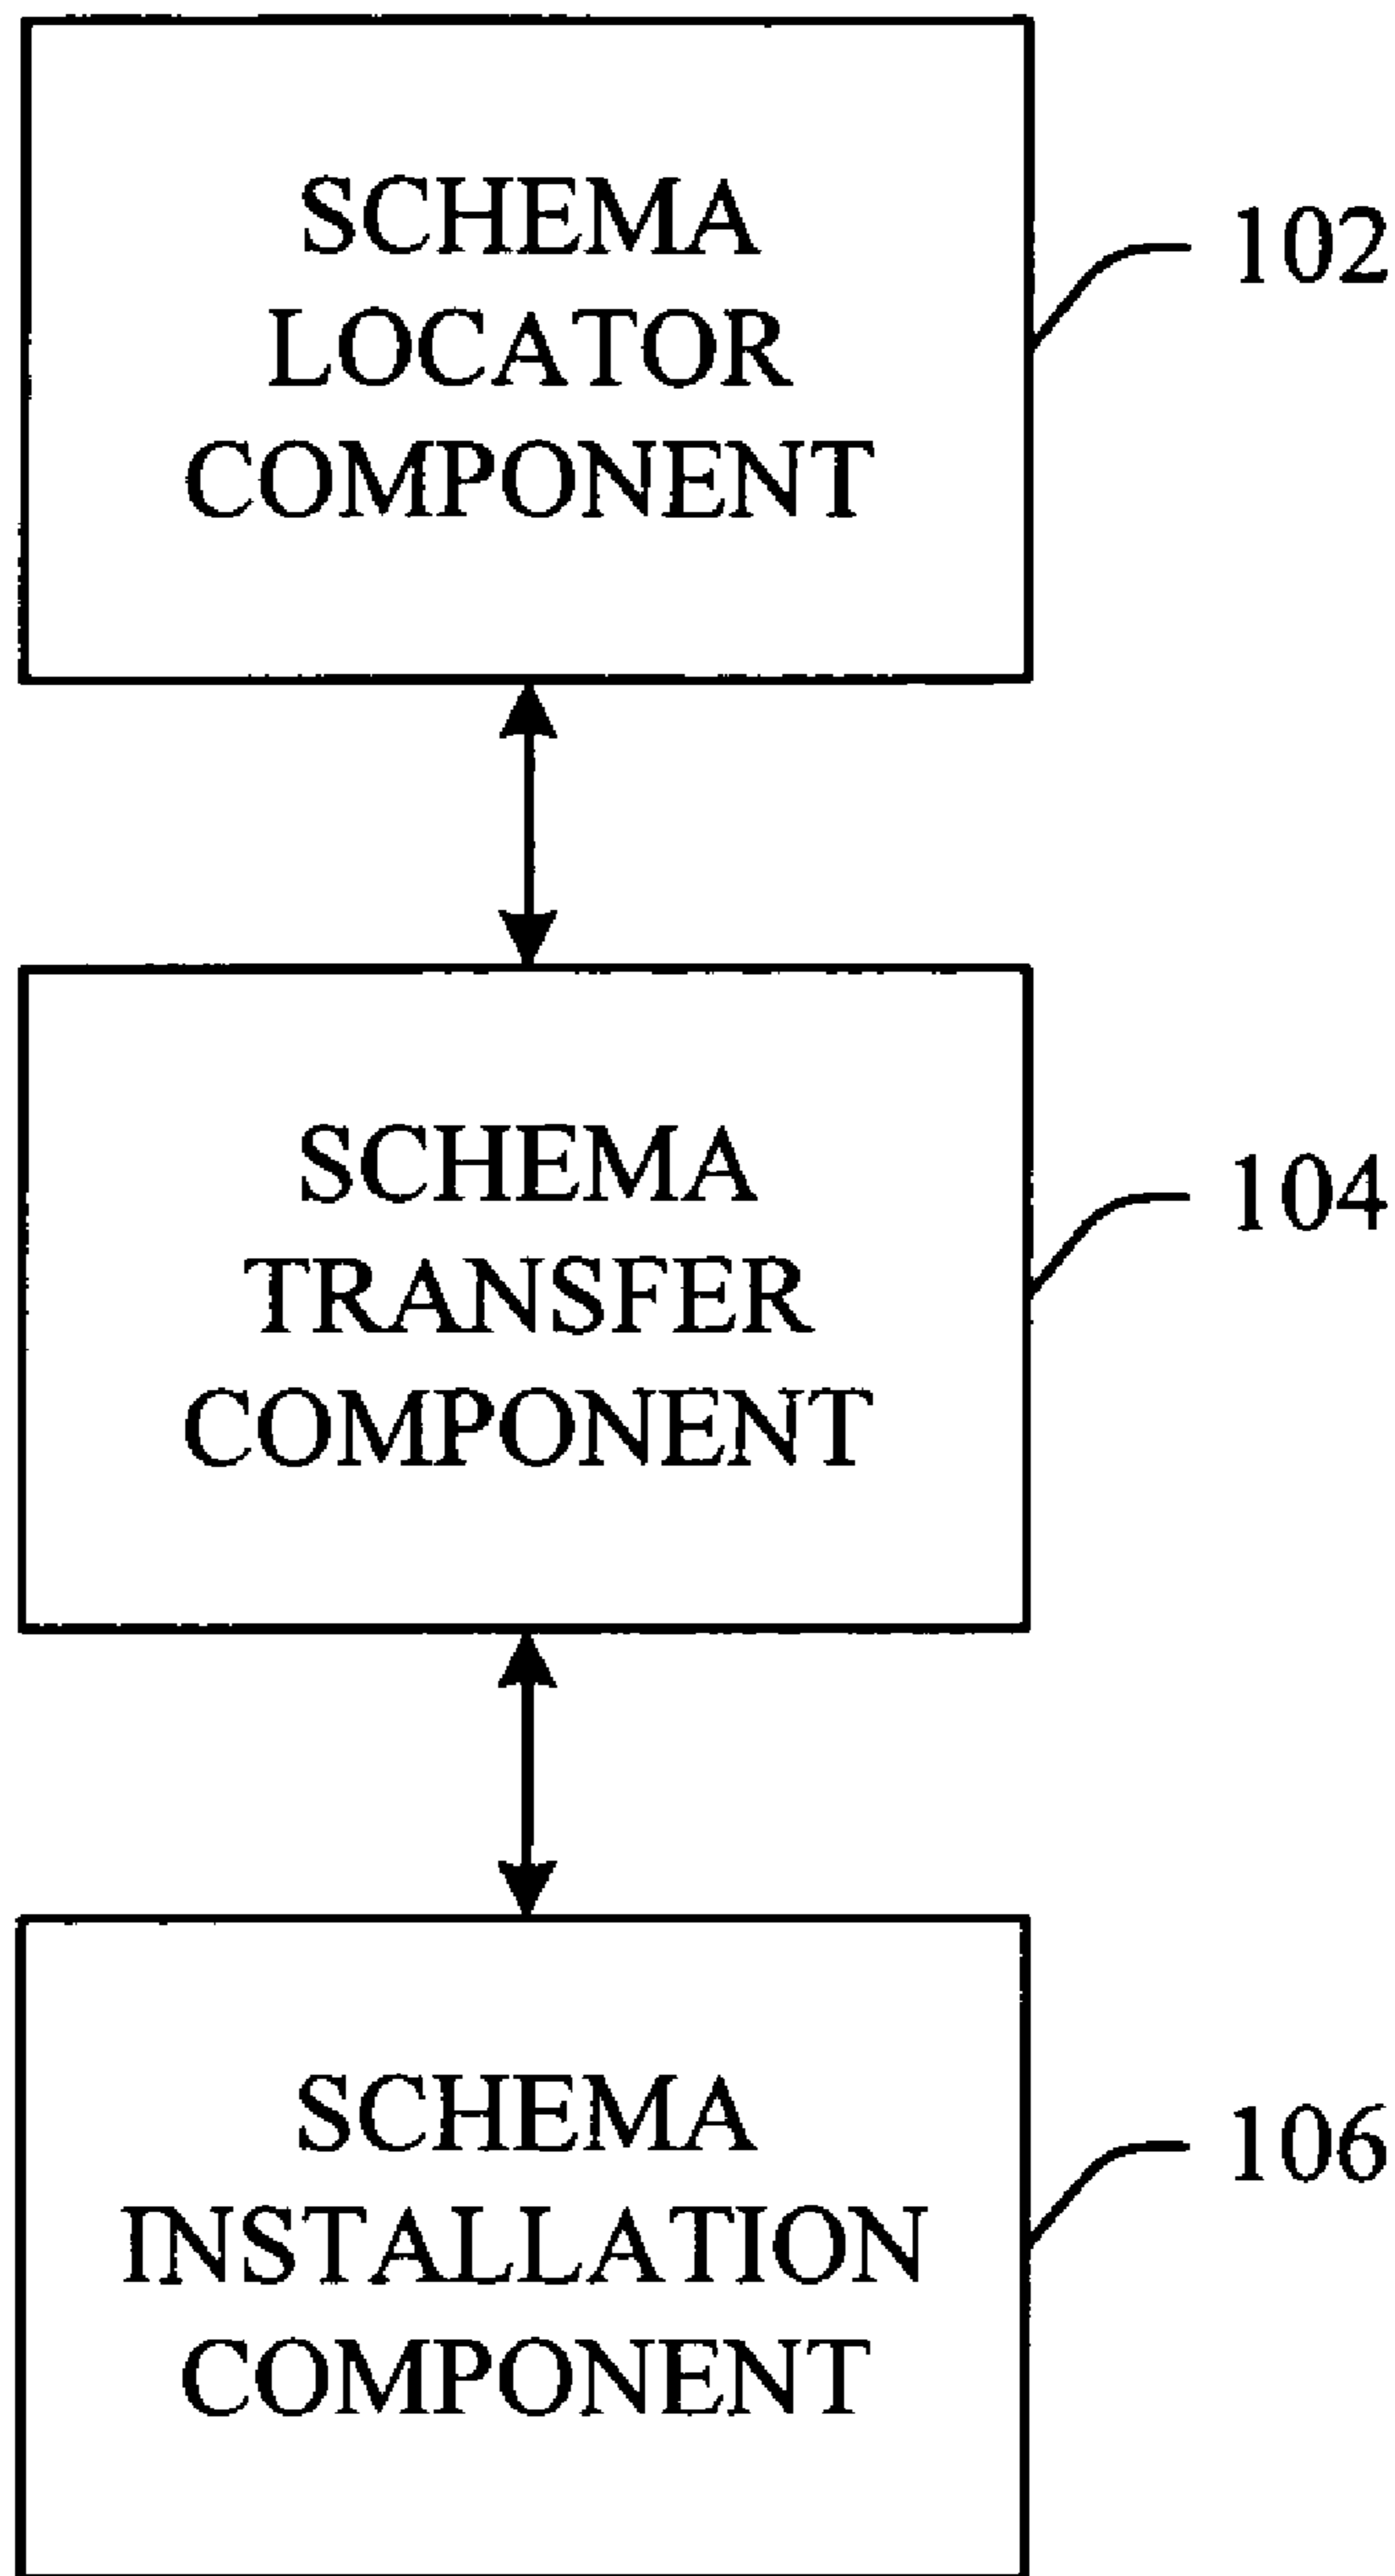 SCHEMA
LOCATOR
COMPONENT
102
SCHEMA
TRANSFER
COMPONENT
104
SCHEMA
INSTALLATION
COMPONENT
106